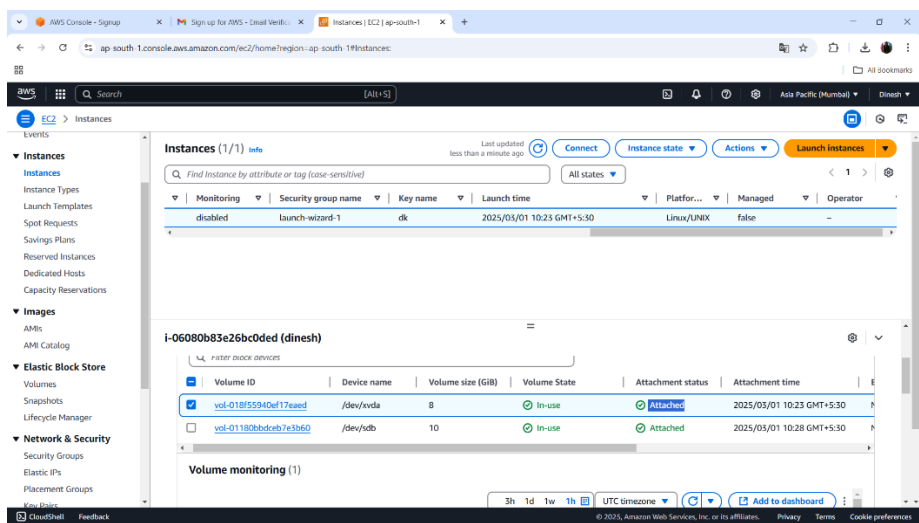 AWS Console - Signup
Sign up for AWS - Email Verific
Instances | EC2 | ap-south-1
ap-south-1.console.aws.amazon.com/ec2/home?region=ap-south-1#Instances:
All Bookmarks
aws
Search
[Alt+S]
Asia Pacific (Mumbai)
Dinesh
EC2 > Instances
Events
Instances
Instances
Instance Types
Launch Templates
Spot Requests
Savings Plans
Reserved Instances
Dedicated Hosts
Capacity Reservations
Images
AMIs
AMI Catalog
Elastic Block Store
Volumes
Snapshots
Lifecycle Manager
Network & Security
Security Groups
Elastic IPs
Placement Groups
Key Pairs
Instances (1/1) Info
Last updated
less than a minute ago
Connect
Instance state
Actions
Launch instances
Find Instance by attribute or tag (case-sensitive)
All states
1
Monitoring Security group name Key name Launch time Platfor... Managed Operator
disabled launch-wizard-1 dk 2025/03/01 10:23 GMT+5:30 Linux/UNIX false –
i-06080b83e26bc0ded (dinesh)
Filter block devices
Volume ID Device name Volume size (GiB) Volume State Attachment status Attachment time E
vol-018f55940ef17eaed /dev/xvda 8 In-use Attached 2025/03/01 10:23 GMT+5:30 N
vol-01180bbdceb7e3b60 /dev/sdb 10 In-use Attached 2025/03/01 10:28 GMT+5:30 N
Volume monitoring (1)
3h 1d 1w 1h UTC timezone Add to dashboard
CloudShell Feedback © 2025, Amazon Web Services, Inc. or its affiliates. Privacy Terms Cookie preferences